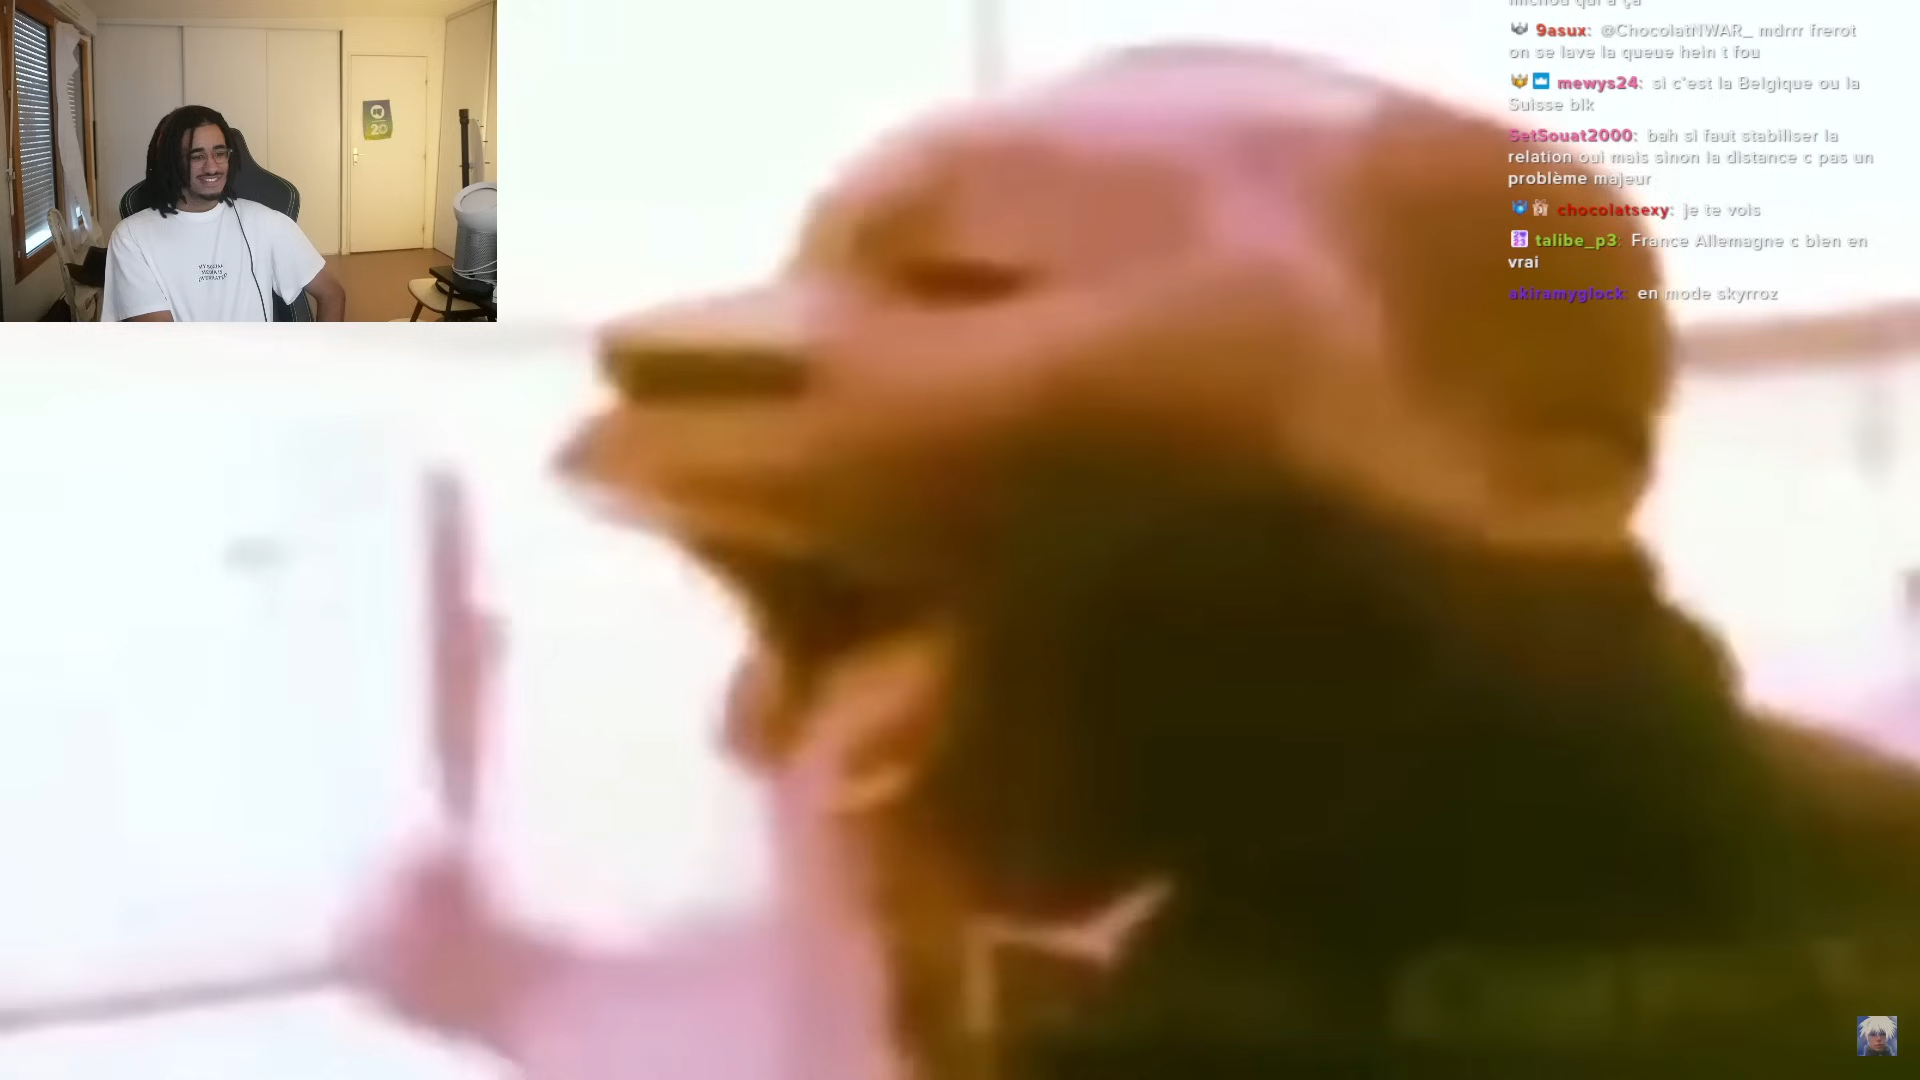 9asux: @ChocolatNWAR_ mdrrr frerot
on se lave la queue hein t fou
mewys24: si c'est la Belgique ou la
Suisse blk
SetSouat2000: bah si faut stabiliser la
relation oui mais sinon la distance c pas un
problème majeur
chocolatsexy: je te vois
talibe_p3: France Allemagne c bien en
vrai
akiramyglock: en mode skyrroz
20